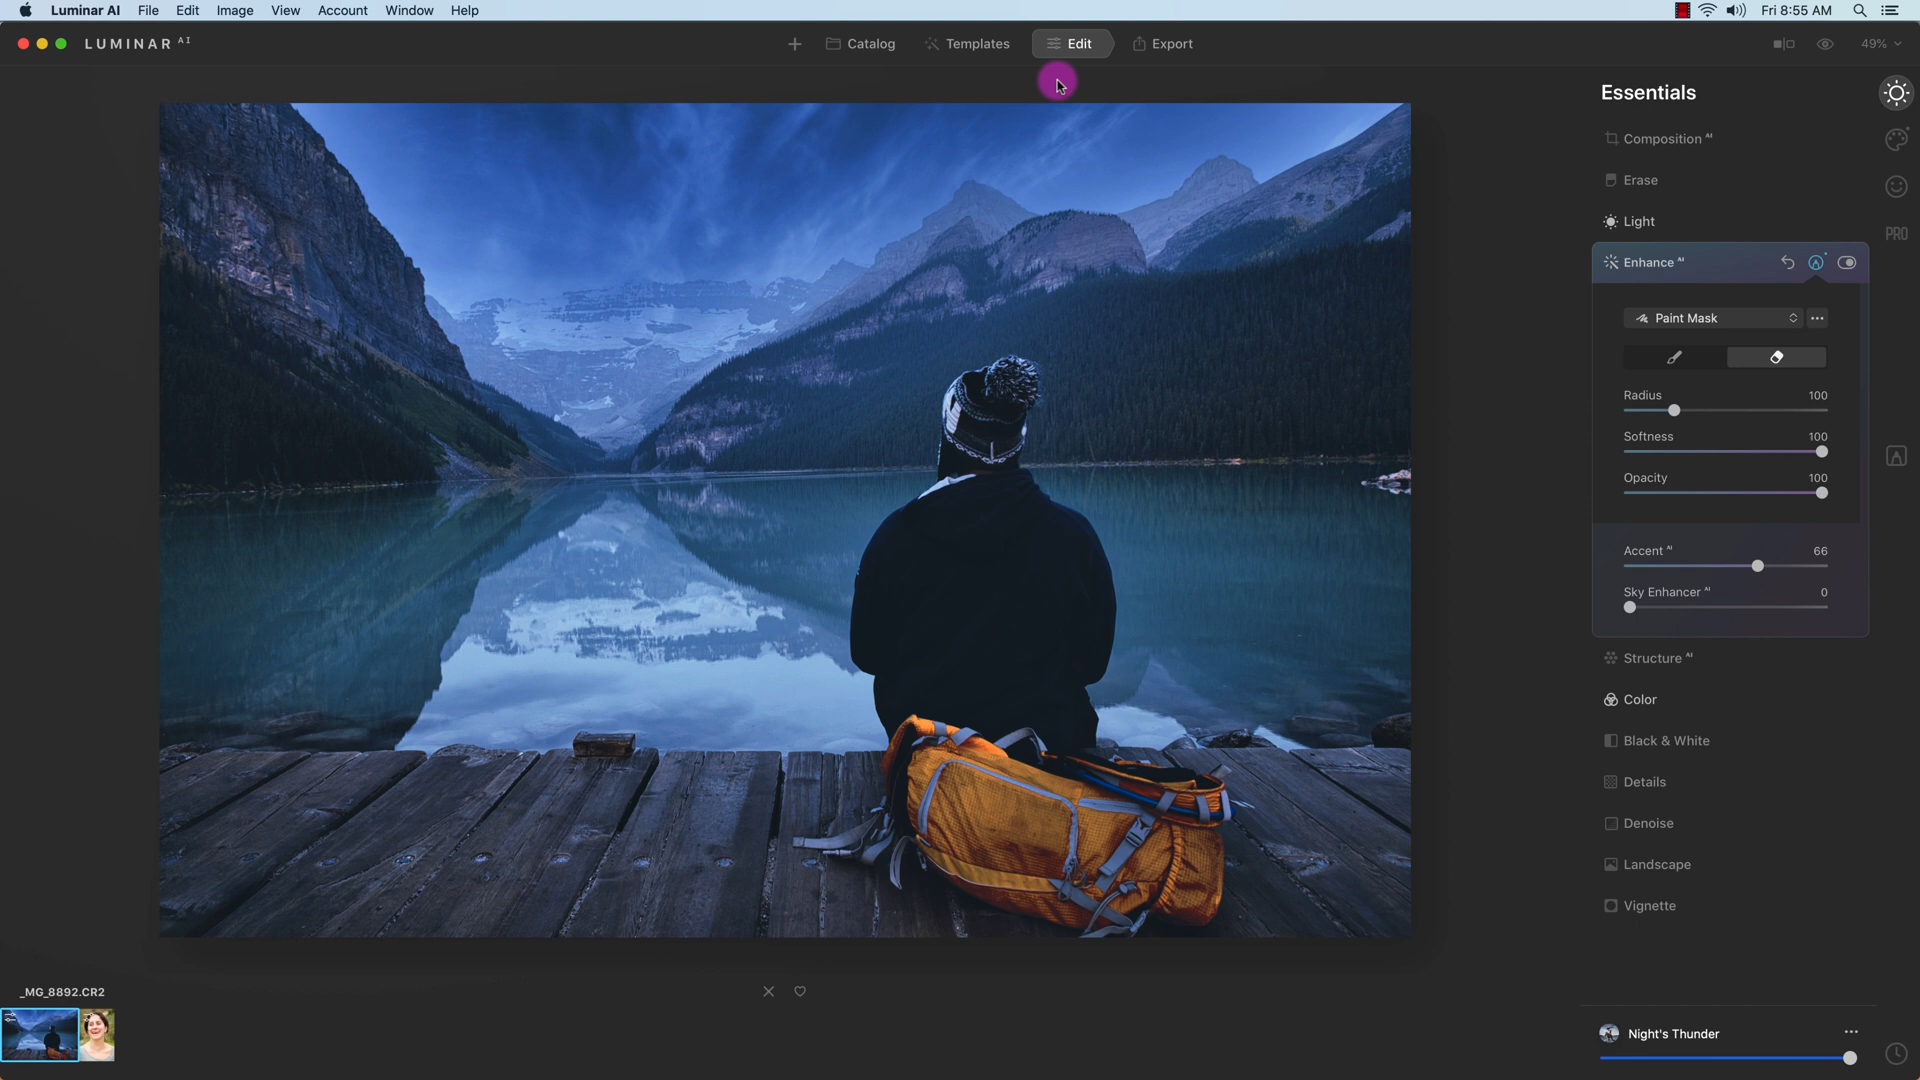 Luminar AI File Edit Image View Account Window Help Fri 8:55 AM
LUMINAR AI Catalog Templates Edit Export 49%
Essentials
Composition AI
Erase
Light
PRO
Enhance AI
Paint Mask
Radius 100
Softness 100
Opacity 100
Accent AI 66
Sky Enhancer AI 0
Structure AI
Color
Black & White
Details
Denoise
Landscape
Vignette
_MG_8892.CR2
Night's Thunder